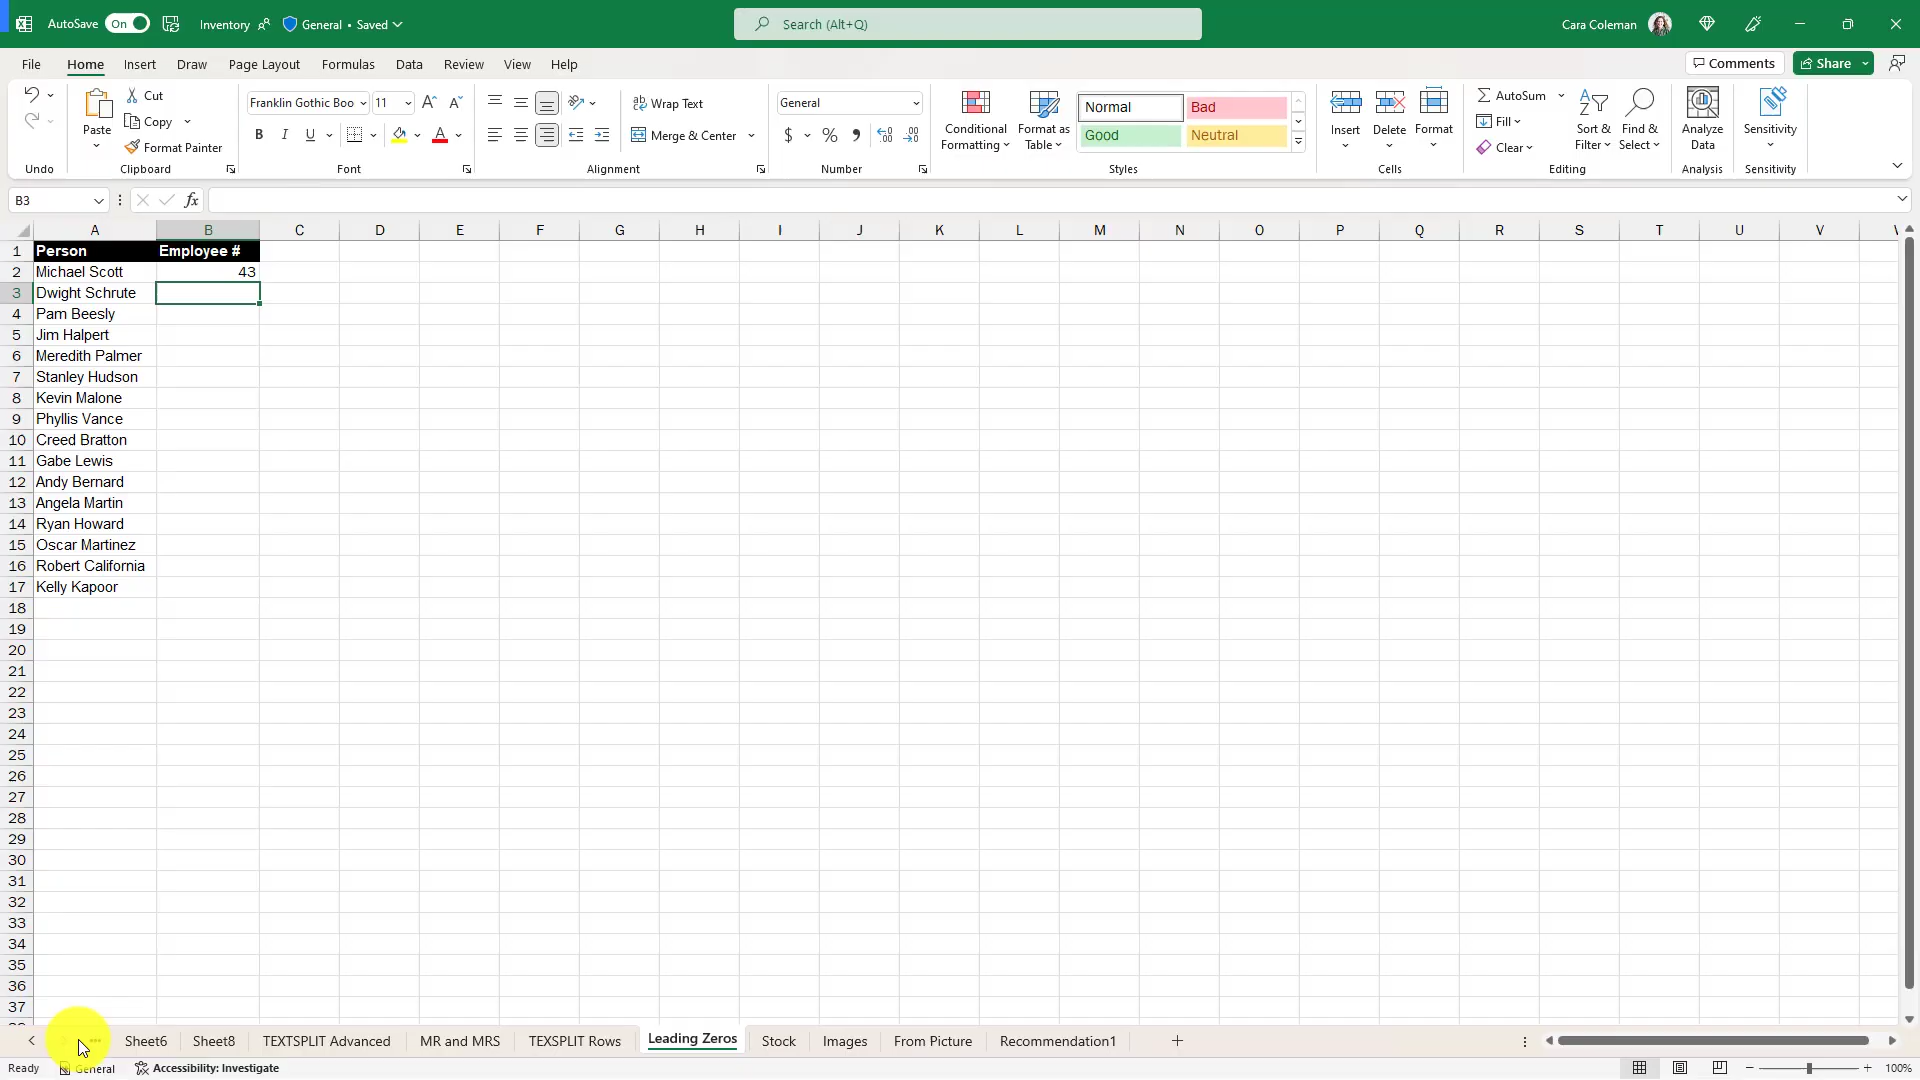 AutoSave On Inventory General • Saved Search (Alt+Q) Cara Coleman
File Home Insert Draw Page Layout Formulas Data Review View Help Comments Share
Paste Cut Copy Format Painter
Undo Clipboard
Franklin Gothic Boo 11
B I U A
Font
Wrap Text
Merge & Center
Alignment
General
$ % ,
Number
Conditional Formatting
Format as Table
Normal Bad
Good Neutral
Styles
Insert Delete Format
Cells
AutoSum
Fill
Clear
Sort & Filter
Find & Select
Editing
Analyze Data
Analysis
Sensitivity
Sensitivity
B3 fx
A B C D E F G H I J K L M N O P Q R S T U V
1 Person Employee #
2 Michael Scott 43
3 Dwight Schrute
4 Pam Beesly
5 Jim Halpert
6 Meredith Palmer
7 Stanley Hudson
8 Kevin Malone
9 Phyllis Vance
10 Creed Bratton
11 Gabe Lewis
12 Andy Bernard
13 Angela Martin
14 Ryan Howard
15 Oscar Martinez
16 Robert California
17 Kelly Kapoor
18
19
20
21
22
23
24
25
26
27
28
29
30
31
32
33
34
35
36
37
Sheet6 Sheet8 TEXTSPLIT Advanced MR and MRS TEXSPLIT Rows Leading Zeros Stock Images From Picture Recommendation1
Ready General Accessibility: Investigate 100%